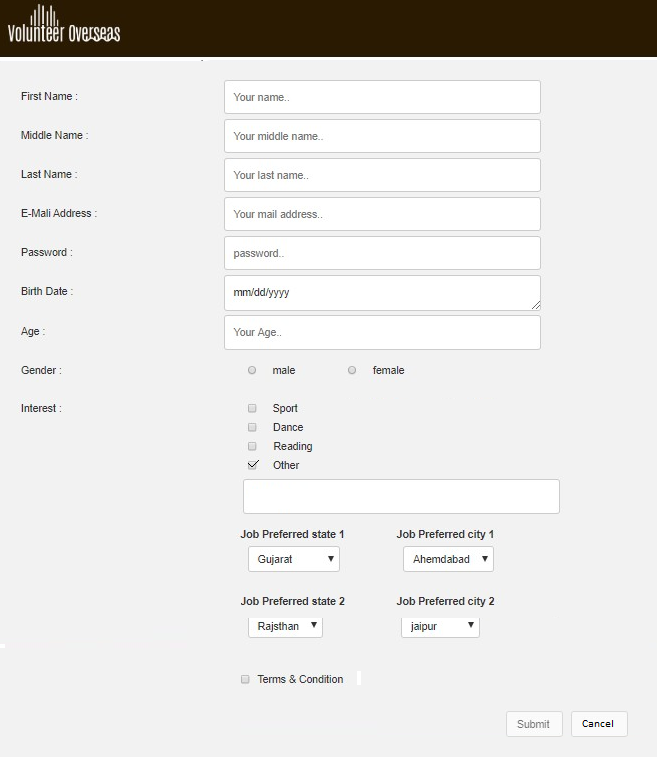 Volunteer Overseas
First Name : Your name..
Middle Name : Your middle name..
Last Name : Your last name..
E-Mali Address : Your mail address..
Password : password..
Birth Date : mm/dd/yyyy
Age : Your Age..
Gender : male female
Interest : Sport
Dance
Reading
Other
Job Preferred state 1 Job Preferred city 1
Gujarat Ahemdabad
Job Preferred state 2 Job Preferred city 2
Rajsthan jaipur
Terms & Condition
Submit Cancel